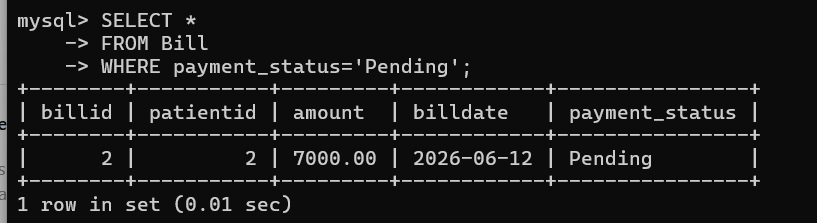 mysql> SELECT *
    -> FROM Bill
    -> WHERE payment_status='Pending';
+--------+-----------+---------+------------+----------------+
| billid | patientid | amount  | billdate   | payment_status |
+--------+-----------+---------+------------+----------------+
|      2 |         2 | 7000.00 | 2026-06-12 | Pending        |
+--------+-----------+---------+------------+----------------+
1 row in set (0.01 sec)